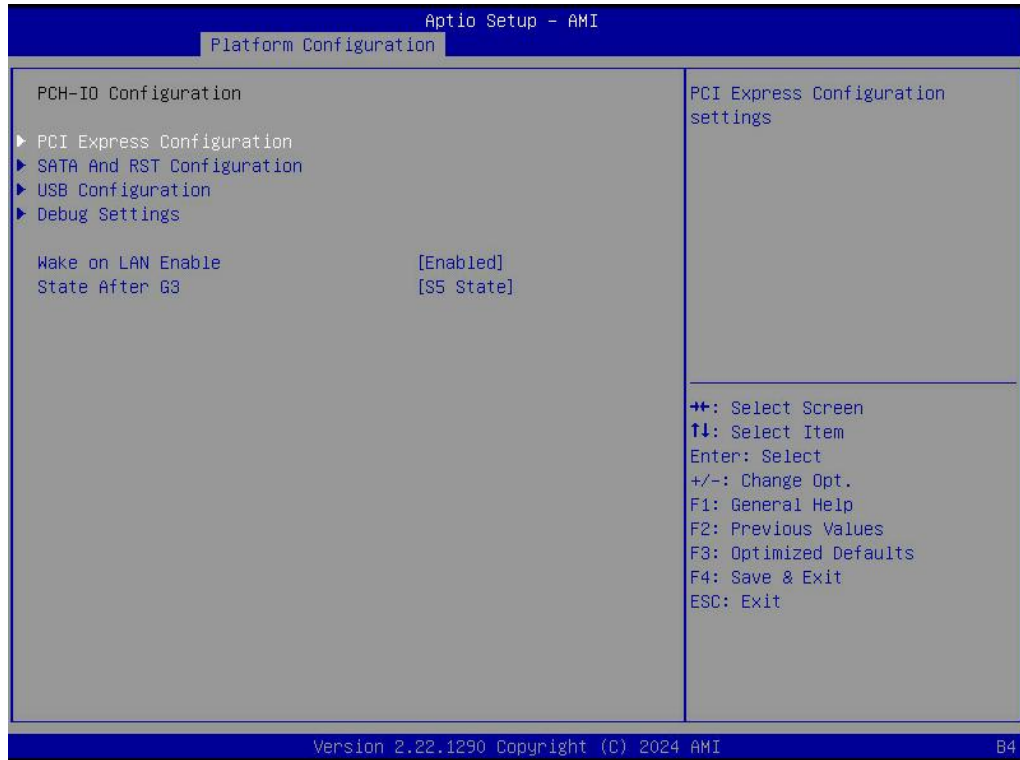 Aptio Setup – AMI
Platform Configuration
PCH-IO Configuration
PCI Express Configuration
SATA And RST Configuration
USB Configuration
Debug Settings
Wake on LAN Enable [Enabled]
State After G3 [S5 State]
PCI Express Configuration
settings
→←: Select Screen
↑↓: Select Item
Enter: Select
+/-: Change Opt.
F1: General Help
F2: Previous Values
F3: Optimized Defaults
F4: Save & Exit
ESC: Exit
Version 2.22.1290 Copyright (C) 2024 AMI
B4